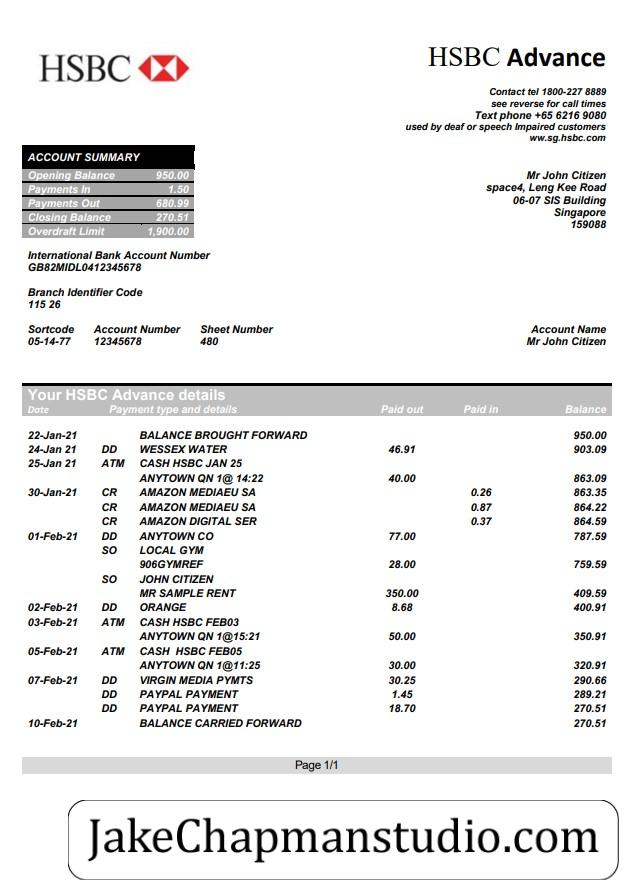 HSBC
HSBC Advance
Contact tel 1800-227 8889
see reverse for call times
Text phone +65 6216 9080
used by deaf or speech Impaired customers
ww.sg.hsbc.com
ACCOUNT SUMMARY
Opening Balance 950.00
Payments In 1.50
Payments Out 680.99
Closing Balance 270.51
Overdraft Limit 1,900.00
Mr John Citizen
space4, Leng Kee Road
06-07 SIS Building
Singapore
159088
International Bank Account Number
GB82MIDL0412345678
Branch Identifier Code
115 26
Sortcode Account Number Sheet Number Account Name
05-14-77 12345678 480 Mr John Citizen
Your HSBC Advance details
Date Payment type and details Paid out Paid in Balance
22-Jan-21 BALANCE BROUGHT FORWARD 950.00
24-Jan 21 DD WESSEX WATER 46.91 903.09
25-Jan 21 ATM CASH HSBC JAN 25
ANYTOWN QN 1@ 14:22 40.00 863.09
30-Jan-21 CR AMAZON MEDIAEU SA 0.26 863.35
CR AMAZON MEDIAEU SA 0.87 864.22
CR AMAZON DIGITAL SER 0.37 864.59
01-Feb-21 DD ANYTOWN CO 77.00 787.59
SO LOCAL GYM
906GYMREF 28.00 759.59
SO JOHN CITIZEN
MR SAMPLE RENT 350.00 409.59
02-Feb-21 DD ORANGE 8.68 400.91
03-Feb-21 ATM CASH HSBC FEB03
ANYTOWN QN 1@15:21 50.00 350.91
05-Feb-21 ATM CASH HSBC FEB05
ANYTOWN QN 1@11:25 30.00 320.91
07-Feb-21 DD VIRGIN MEDIA PYMTS 30.25 290.66
DD PAYPAL PAYMENT 1.45 289.21
DD PAYPAL PAYMENT 18.70 270.51
10-Feb-21 BALANCE CARRIED FORWARD 270.51
Page 1/1
JakeChapmanstudio.com